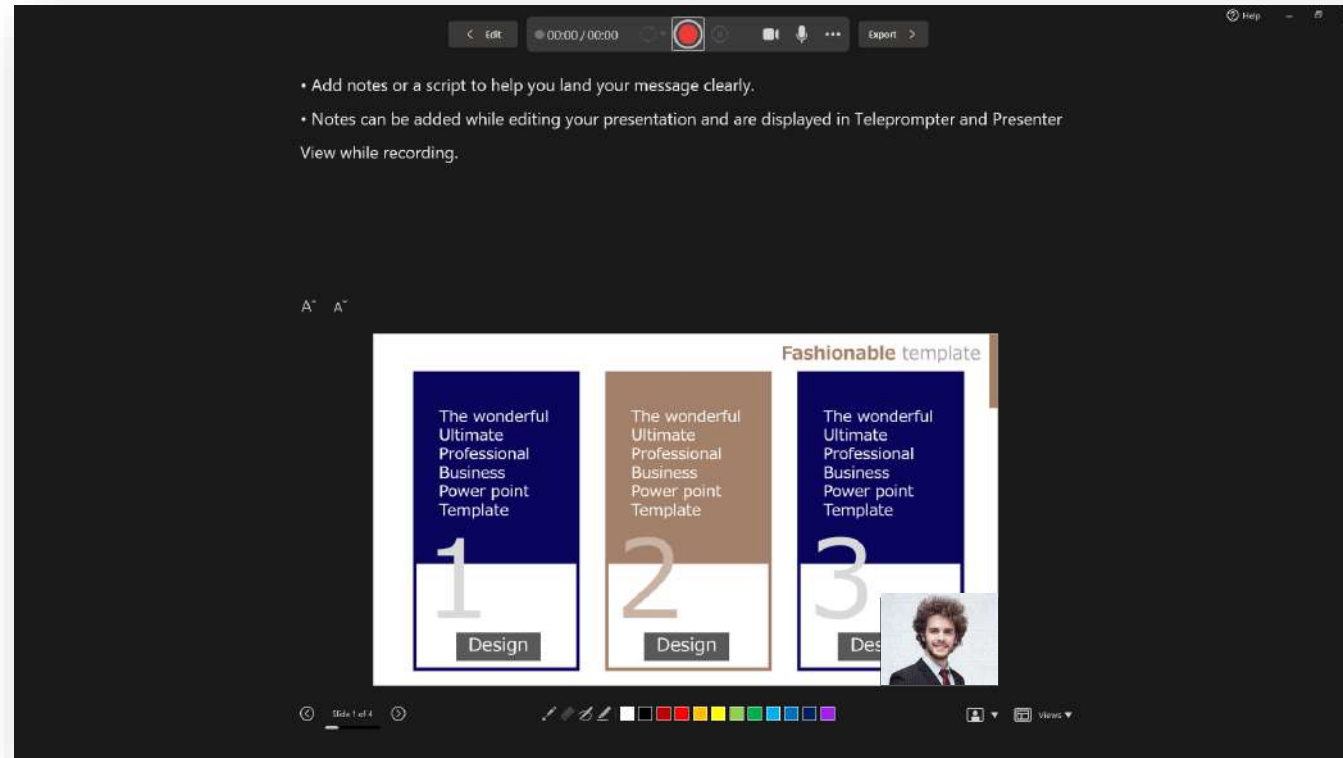 Help
Edit
00:00 / 00:00
Export
• Add notes or a script to help you land your message clearly.
• Notes can be added while editing your presentation and are displayed in Teleprompter and Presenter
View while recording.
A A
Fashionable template
The wonderful
Ultimate
Professional
Business
Power point
Template
1
Design
The wonderful
Ultimate
Professional
Business
Power point
Template
2
Design
The wonderful
Ultimate
Professional
Business
Power point
Template
3
Des
Slide 1 of 4
Views